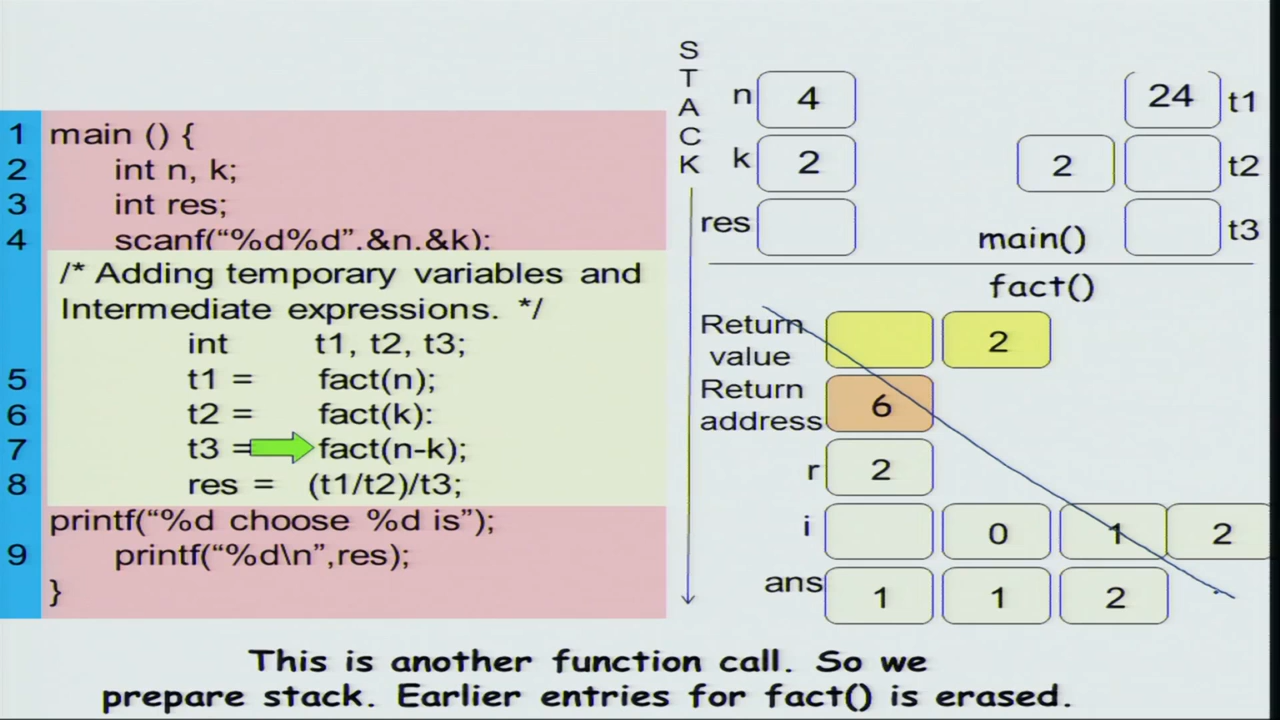 1 main () {
2 int n, k;
3 int res;
4 scanf(“%d%d”,&n,&k);
/* Adding temporary variables and
Intermediate expressions. */
int t1, t2, t3;
5 t1 = fact(n);
6 t2 = fact(k):
7 t3 = fact(n-k);
8 res = (t1/t2)/t3;
printf(“%d choose %d is”);
9 printf(“%d\n”,res);
}
STACK
n 4 24 t1
k 2 2 t2
res main() t3
fact()
Return
value 2
Return
address 6
r 2
i 0 1 2
ans 1 1 2
This is another function call. So we
prepare stack. Earlier entries for fact() is erased.